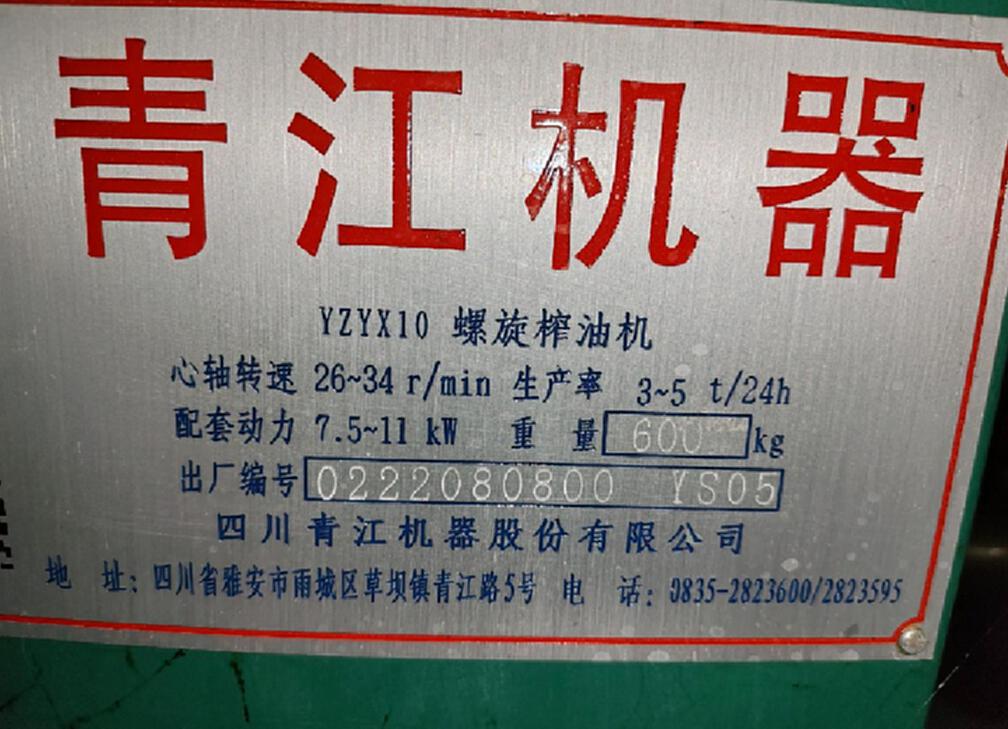 青江机器
YZYX10 螺旋榨油机
心轴转速 26~34 r/min 生产率 3~5 t/24h
配套动力 7.5~11 kW 重 量 600 kg
出厂编号 0222080800 YS05
四川青江机器股份有限公司
地 址: 四川省雅安市雨城区草坝镇青江路5号 电 话: 0835-2823600/2823595